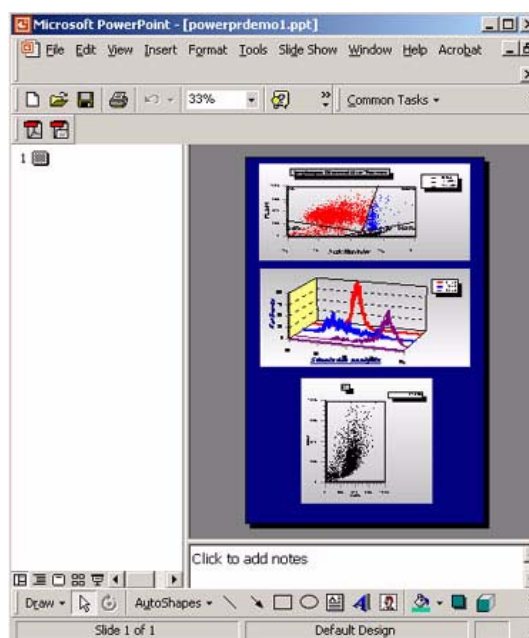 Microsoft PowerPoint - [powerprdemo1.ppt]
File Edit View Insert Format Tools Slide Show Window Help Acrobat
33% Common Tasks
1
Click to add notes
Draw AutoShapes
Slide 1 of 1 Default Design